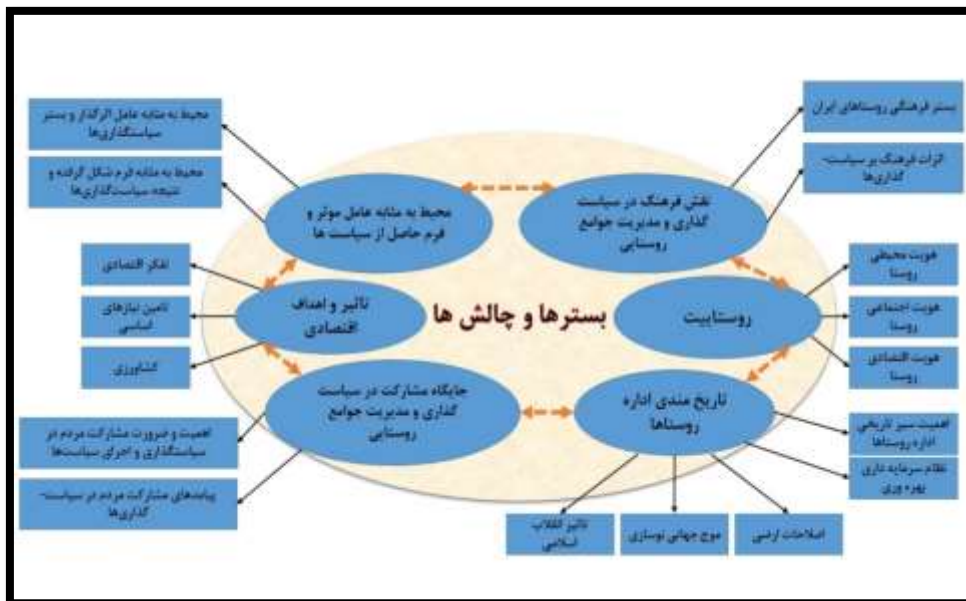 بستر فرهنگی روستاهای ایران
اثرات فرهنگ بر سیاست-
گذاری‌ها
نقش فرهنگ در سیاست
گذاری و مدیریت جوامع
روستایی
محیط به مثابه عامل اثرگذار و بستر
سیاستگذاری‌ها
محیط به مثابه فرم شکل گرفته و
نتیجه سیاست‌گذاری‌ها
محیط به مثابه عامل موثر و
فرم حاصل از سیاست ها
هویت محیطی
روستا
هویت اجتماعی
روستا
هویت اقتصادی
روستا
روستاییت
بسترها و چالش ها
تاثیر و اهداف
اقتصادی
تفکر اقتصادی
تامین نیازهای
اساسی
کشاورزی
تاریخ مندی اداره
روستاها
اهمیت سیر تاریخی
اداره روستاها
نظام سرمایه داری
بهره وری
اصلاحات ارضی
موج جهانی نوسازی
تاثیر انقلاب
اسلامی
جایگاه مشارکت در سیاست
گذاری و مدیریت جوامع
روستایی
اهمیت و ضرورت مشارکت مردم در
سیاستگذاری و اجرای سیاست‌ها
پیامدهای مشارکت مردم در سیاست-
گذاری‌ها